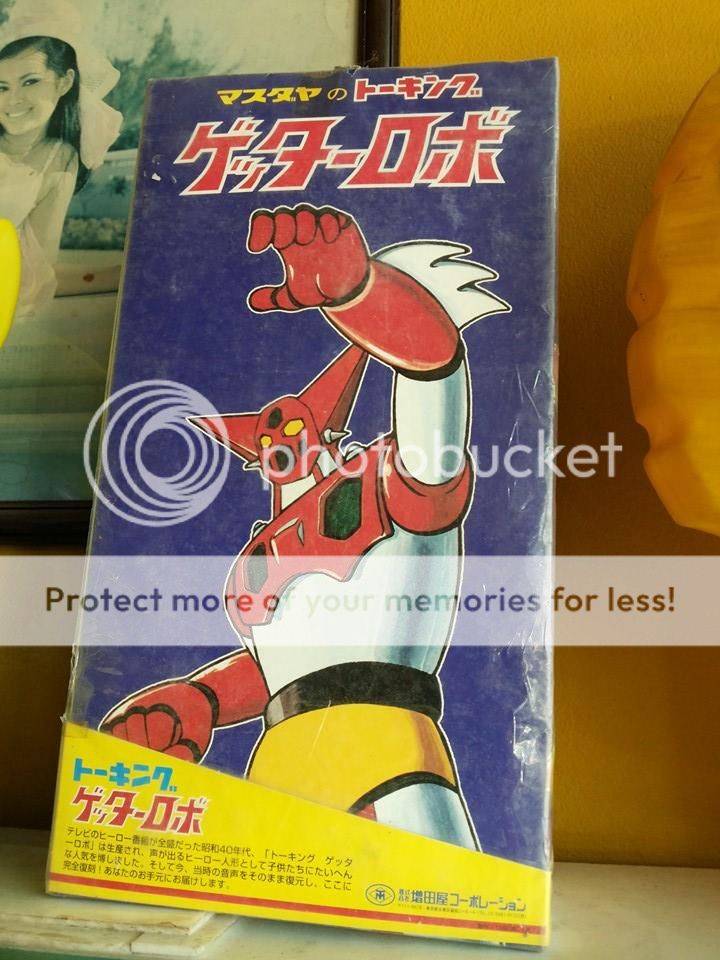 マスダヤのトーキング
ゲッターロボ
photobucket
Protect more of your memories for less!
トーキング
ゲッターロボ
テレビのヒーロー番組が全盛だった昭和40年代、「トーキング ゲッタ
ーロボ」は生産され、声が出るヒーロー人形として子供たちにたいへん
な人気を博しました。そして今、当時の音声をそのまま復元し、ここに
完全復刻!あなたのお手元にお届けします。
株式会社 増田屋コーポレーション